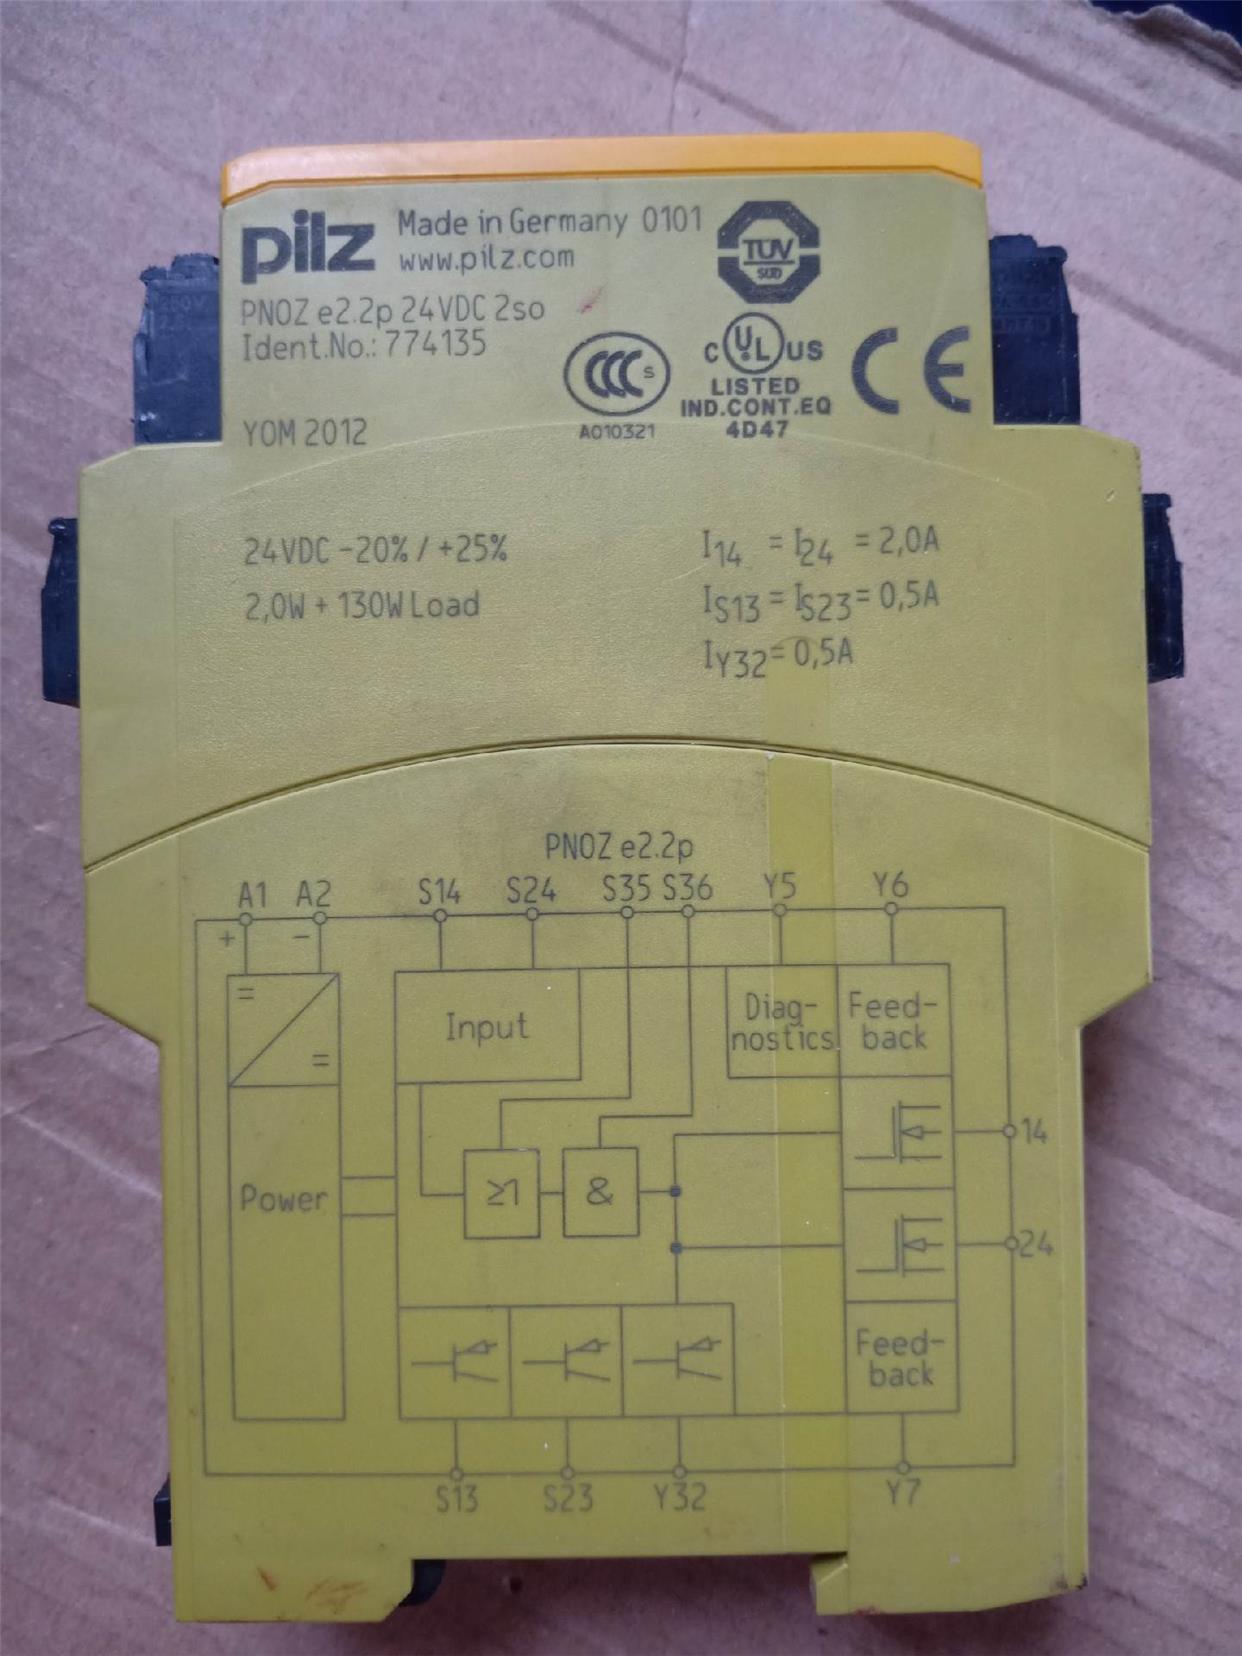 pilz Made in Germany 0101
www.pilz.com
TÜV
SÜD
PNOZ e2.2p 24VDC 2so
Ident.No.: 774135
CCC S
A010321
C UL US
LISTED
IND.CONT.EQ
4D47
CE
YOM 2012
24VDC -20% / +25%
2,0W + 130W Load
I14 = I24 = 2,0A
IS13 = IS23 = 0,5A
IY32 = 0,5A
PNOZ e2.2p
A1 A2 S14 S24 S35 S36 Y5 Y6
+ −
= =
Input
Diag-
nostics
Feed-
back
14
Power
≥1 &
24
Feed-
back
S13 S23 Y32 Y7